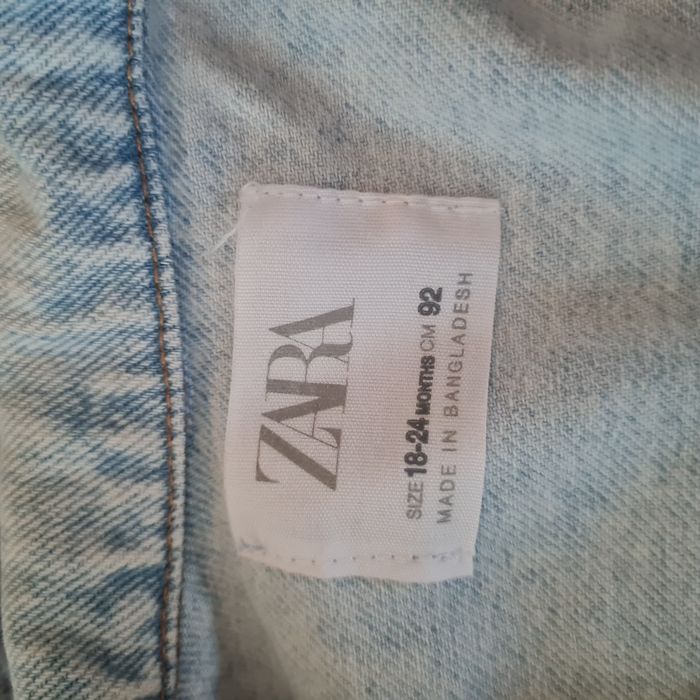 ZARA
SIZE 18-24 MONTHS CM 92
MADE IN BANGLADESH